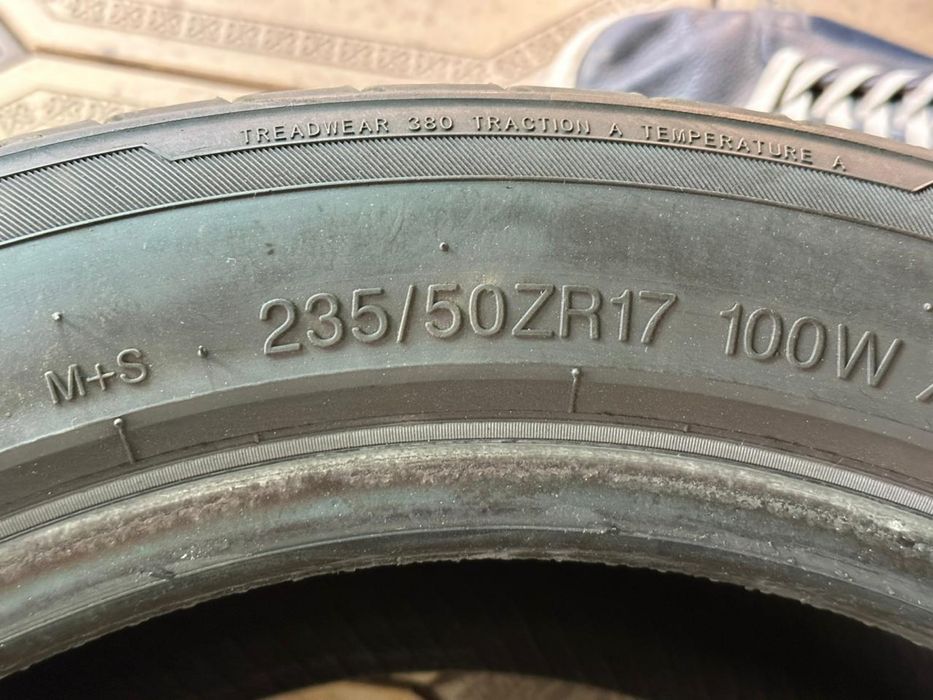 TREADWEAR 380 TRACTION A TEMPERATURE A
M+S 235/50ZR17 100W